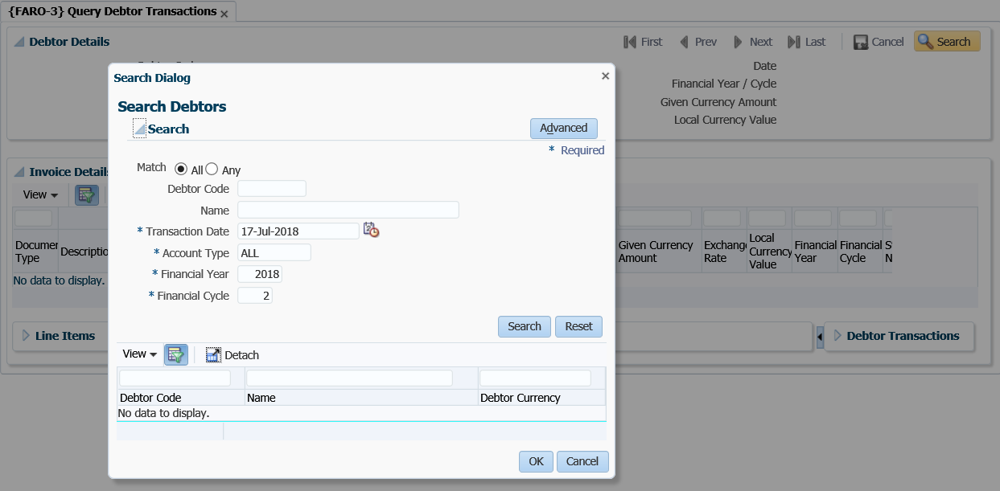 {FARO-3} Query Debtor Transactions
Debtor Details
First Prev Next Last Cancel Search
Date
Financial Year / Cycle
Given Currency Amount
Local Currency Value
Search Dialog
Search Debtors
Search
Advanced
* Required
Match All Any
Debtor Code
Name
* Transaction Date 17-Jul-2018
* Account Type ALL
* Financial Year 2018
* Financial Cycle 2
Search Reset
View Detach
Debtor Code Name Debtor Currency
No data to display.
OK Cancel
Invoice Details
View
Document Type
Description
Given Currency Amount
Exchange Rate
Local Currency Value
Financial Year
Financial Cycle
No data to display.
Line Items
Debtor Transactions